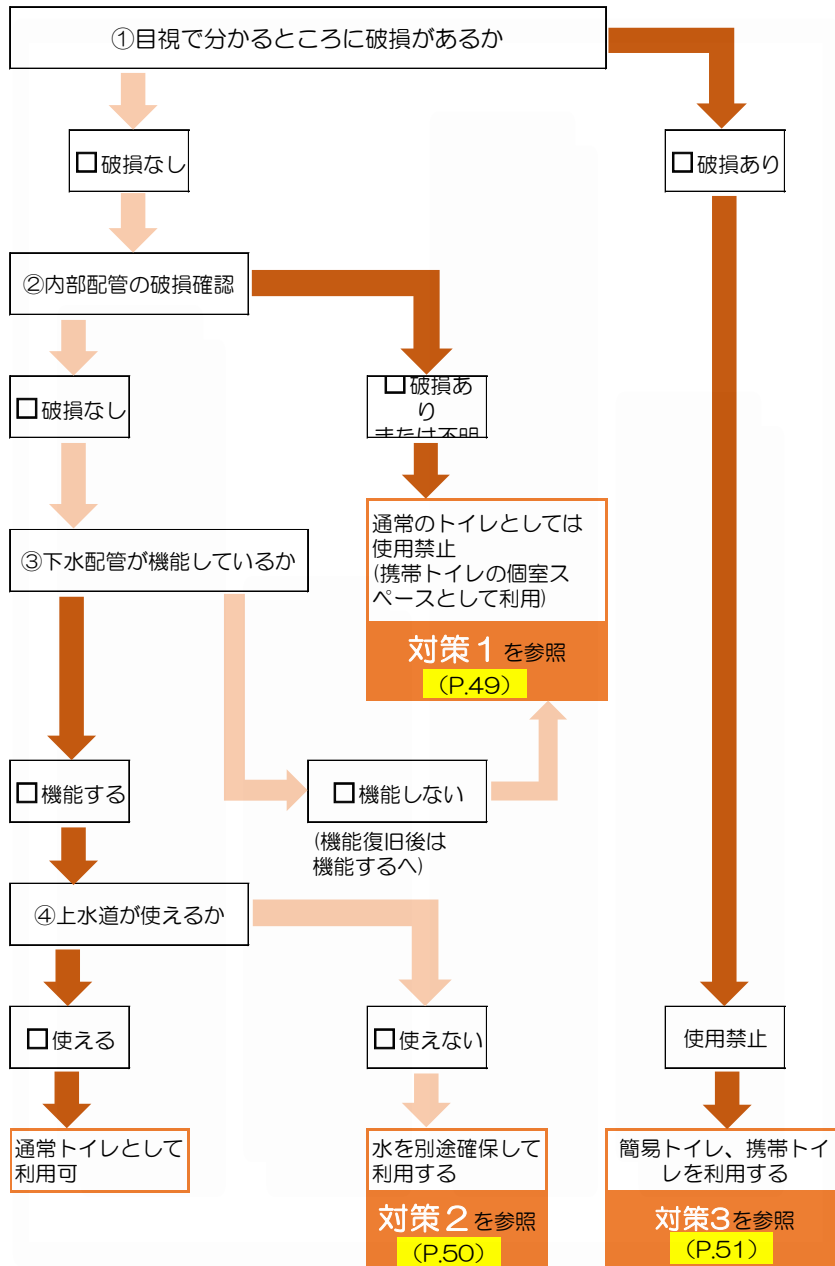 ①目視で分かるところに破損があるか
□破損なし
□破損あり
②内部配管の破損確認
□破損なし
□破損あ
り
または不明
通常のトイレとしては
使用禁止
(携帯トイレの個室ス
ペースとして利用)
対策1を参照
(P.49)
③下水配管が機能しているか
□機能する
□機能しない
(機能復旧後は
機能するへ)
④上水道が使えるか
□使える
□使えない
使用禁止
通常トイレとして
利用可
水を別途確保して
利用する
対策2を参照
(P.50)
簡易トイレ、携帯トイ
レを利用する
対策3を参照
(P.51)